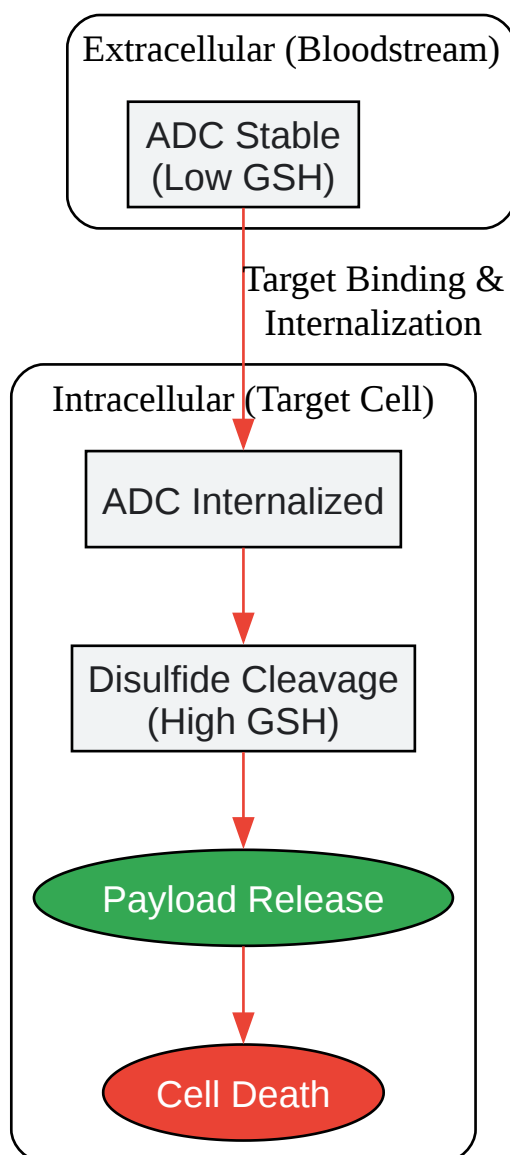 Extracellular (Bloodstream)
ADC Stable
(Low GSH)
Target Binding &
Internalization
Intracellular (Target Cell)
ADC Internalized
Disulfide Cleavage
(High GSH)
Payload Release
Cell Death